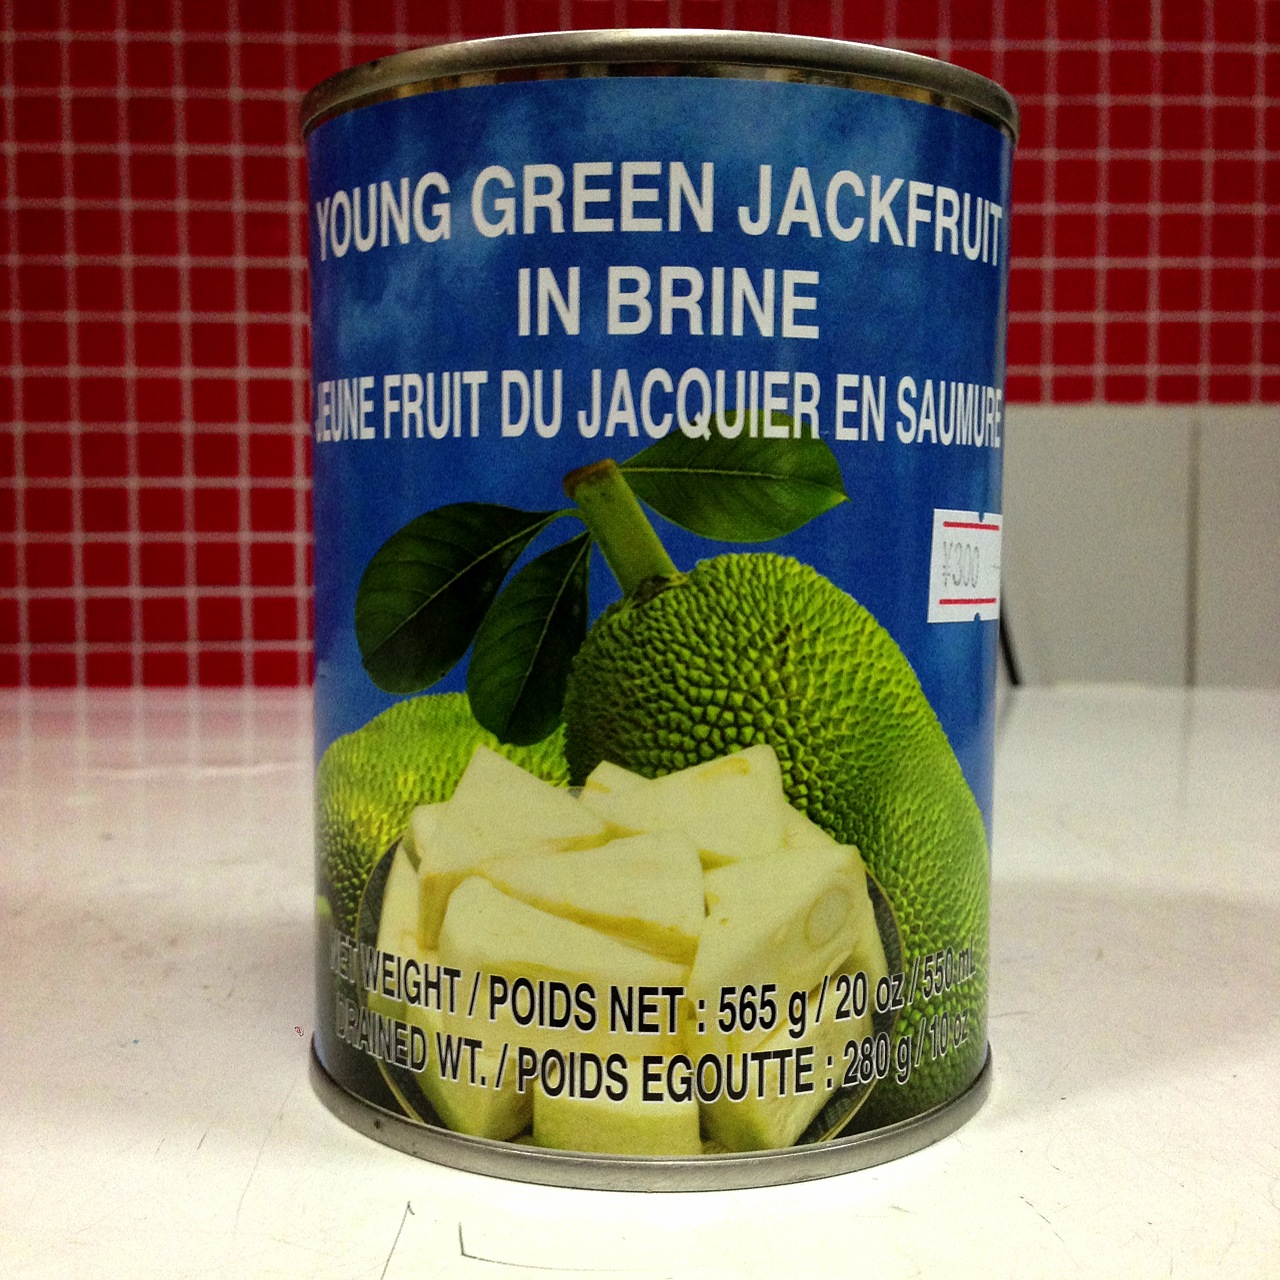 YOUNG GREEN JACKFRUIT
IN BRINE
JEUNE FRUIT DU JACQUIER EN SAUMURE
¥300
NET WEIGHT / POIDS NET : 565 g / 20 oz / 550 mL
DRAINED WT. / POIDS EGOUTTE : 280 g / 10 oz